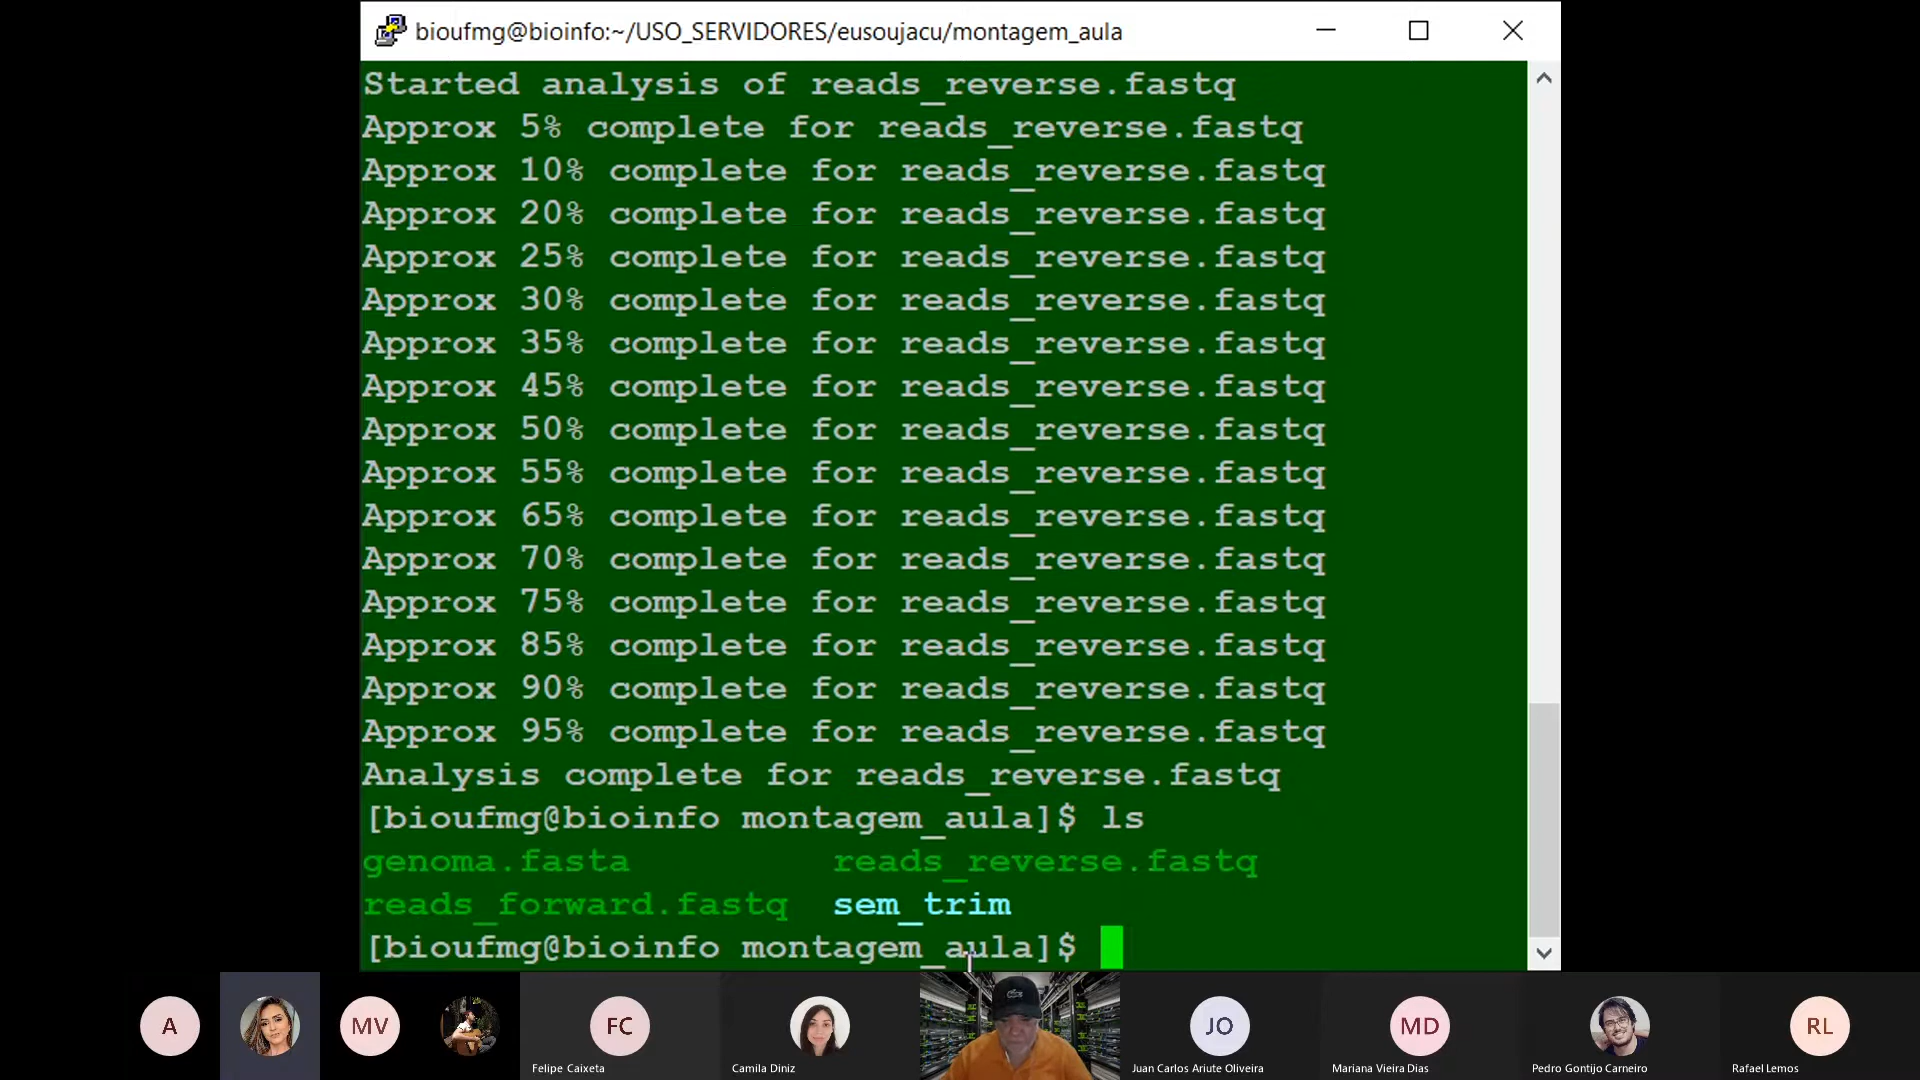 bioufmg@bioinfo:~/USO_SERVIDORES/eusoujacu/montagem_aula
Started analysis of reads_reverse.fastq
Approx 5% complete for reads_reverse.fastq
Approx 10% complete for reads_reverse.fastq
Approx 20% complete for reads_reverse.fastq
Approx 25% complete for reads_reverse.fastq
Approx 30% complete for reads_reverse.fastq
Approx 35% complete for reads_reverse.fastq
Approx 45% complete for reads_reverse.fastq
Approx 50% complete for reads_reverse.fastq
Approx 55% complete for reads_reverse.fastq
Approx 65% complete for reads_reverse.fastq
Approx 70% complete for reads_reverse.fastq
Approx 75% complete for reads_reverse.fastq
Approx 85% complete for reads_reverse.fastq
Approx 90% complete for reads_reverse.fastq
Approx 95% complete for reads_reverse.fastq
Analysis complete for reads_reverse.fastq
[bioufmg@bioinfo montagem_aula]$ ls
genoma.fasta reads_reverse.fastq
reads_forward.fastq sem_trim
[bioufmg@bioinfo montagem_aula]$
A MV FC JO MD RL
Felipe Caixeta Camila Diniz Juan Carlos Ariute Oliveira Mariana Vieira Dias Pedro Gontijo Carneiro Rafael Lemos